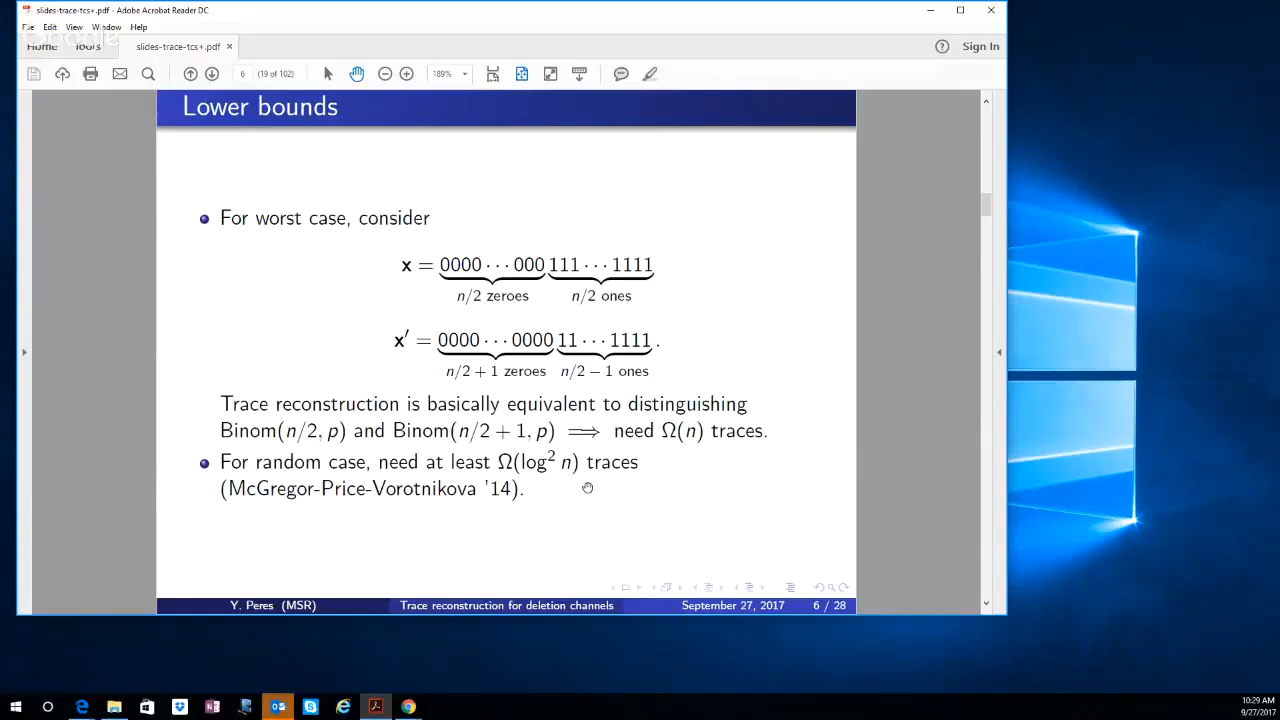 slides-trace-tcs+.pdf - Adobe Acrobat Reader DC
File Edit View Window Help
Home Tools slides-trace-tcs+.pdf × Sign In
6 (19 of 102) 189%
Lower bounds
For worst case, consider
x = 0000 ··· 000 111 ··· 1111
n/2 zeroes n/2 ones
x′ = 0000 ··· 0000 11 ··· 1111 .
n/2 + 1 zeroes n/2 − 1 ones
Trace reconstruction is basically equivalent to distinguishing
Binom(n/2, p) and Binom(n/2 + 1, p) ⟹ need Ω(n) traces.
For random case, need at least Ω(log² n) traces
(McGregor-Price-Vorotnikova '14).
Y. Peres (MSR) Trace reconstruction for deletion channels September 27, 2017 6 / 28
10:29 AM
9/27/2017